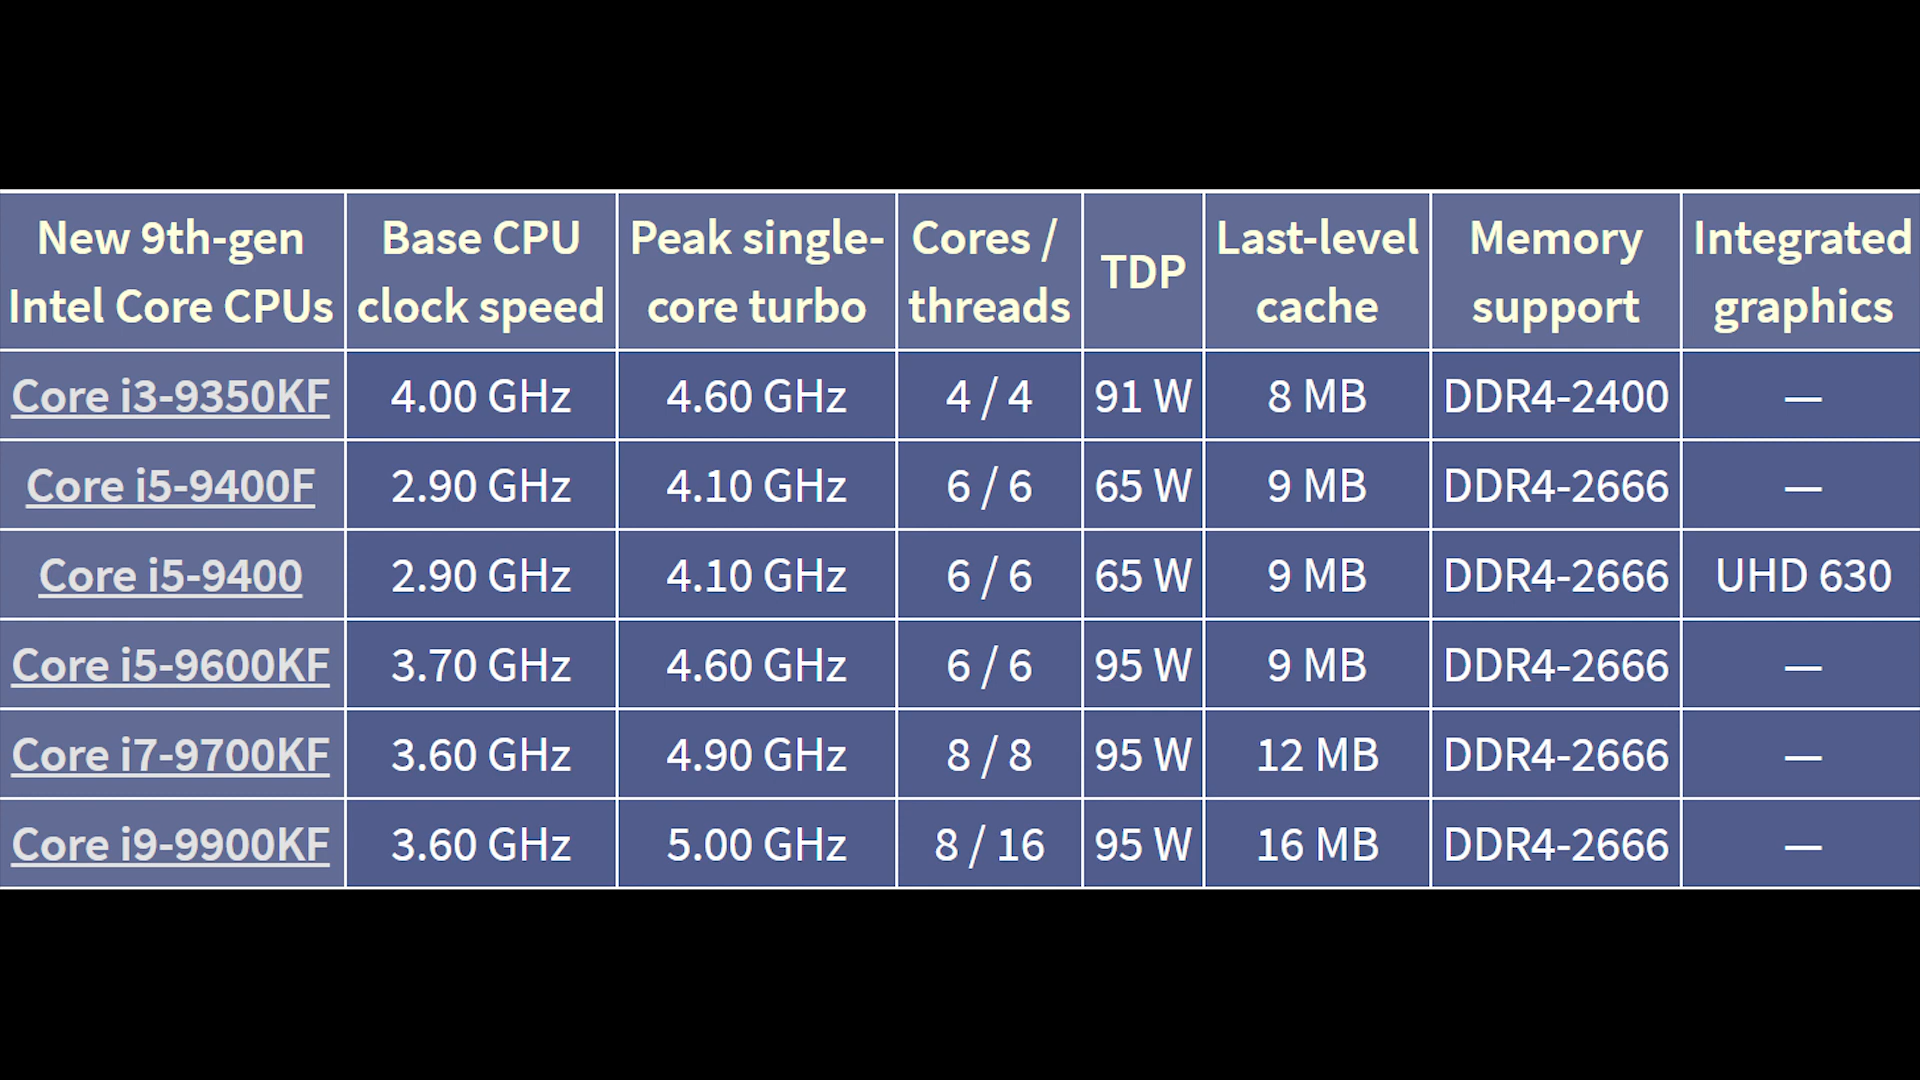 New 9th-gen Intel Core CPUs | Base CPU clock speed | Peak single-core turbo | Cores / threads | TDP | Last-level cache | Memory support | Integrated graphics
Core i3-9350KF | 4.00 GHz | 4.60 GHz | 4 / 4 | 91 W | 8 MB | DDR4-2400 | —
Core i5-9400F | 2.90 GHz | 4.10 GHz | 6 / 6 | 65 W | 9 MB | DDR4-2666 | —
Core i5-9400 | 2.90 GHz | 4.10 GHz | 6 / 6 | 65 W | 9 MB | DDR4-2666 | UHD 630
Core i5-9600KF | 3.70 GHz | 4.60 GHz | 6 / 6 | 95 W | 9 MB | DDR4-2666 | —
Core i7-9700KF | 3.60 GHz | 4.90 GHz | 8 / 8 | 95 W | 12 MB | DDR4-2666 | —
Core i9-9900KF | 3.60 GHz | 5.00 GHz | 8 / 16 | 95 W | 16 MB | DDR4-2666 | —